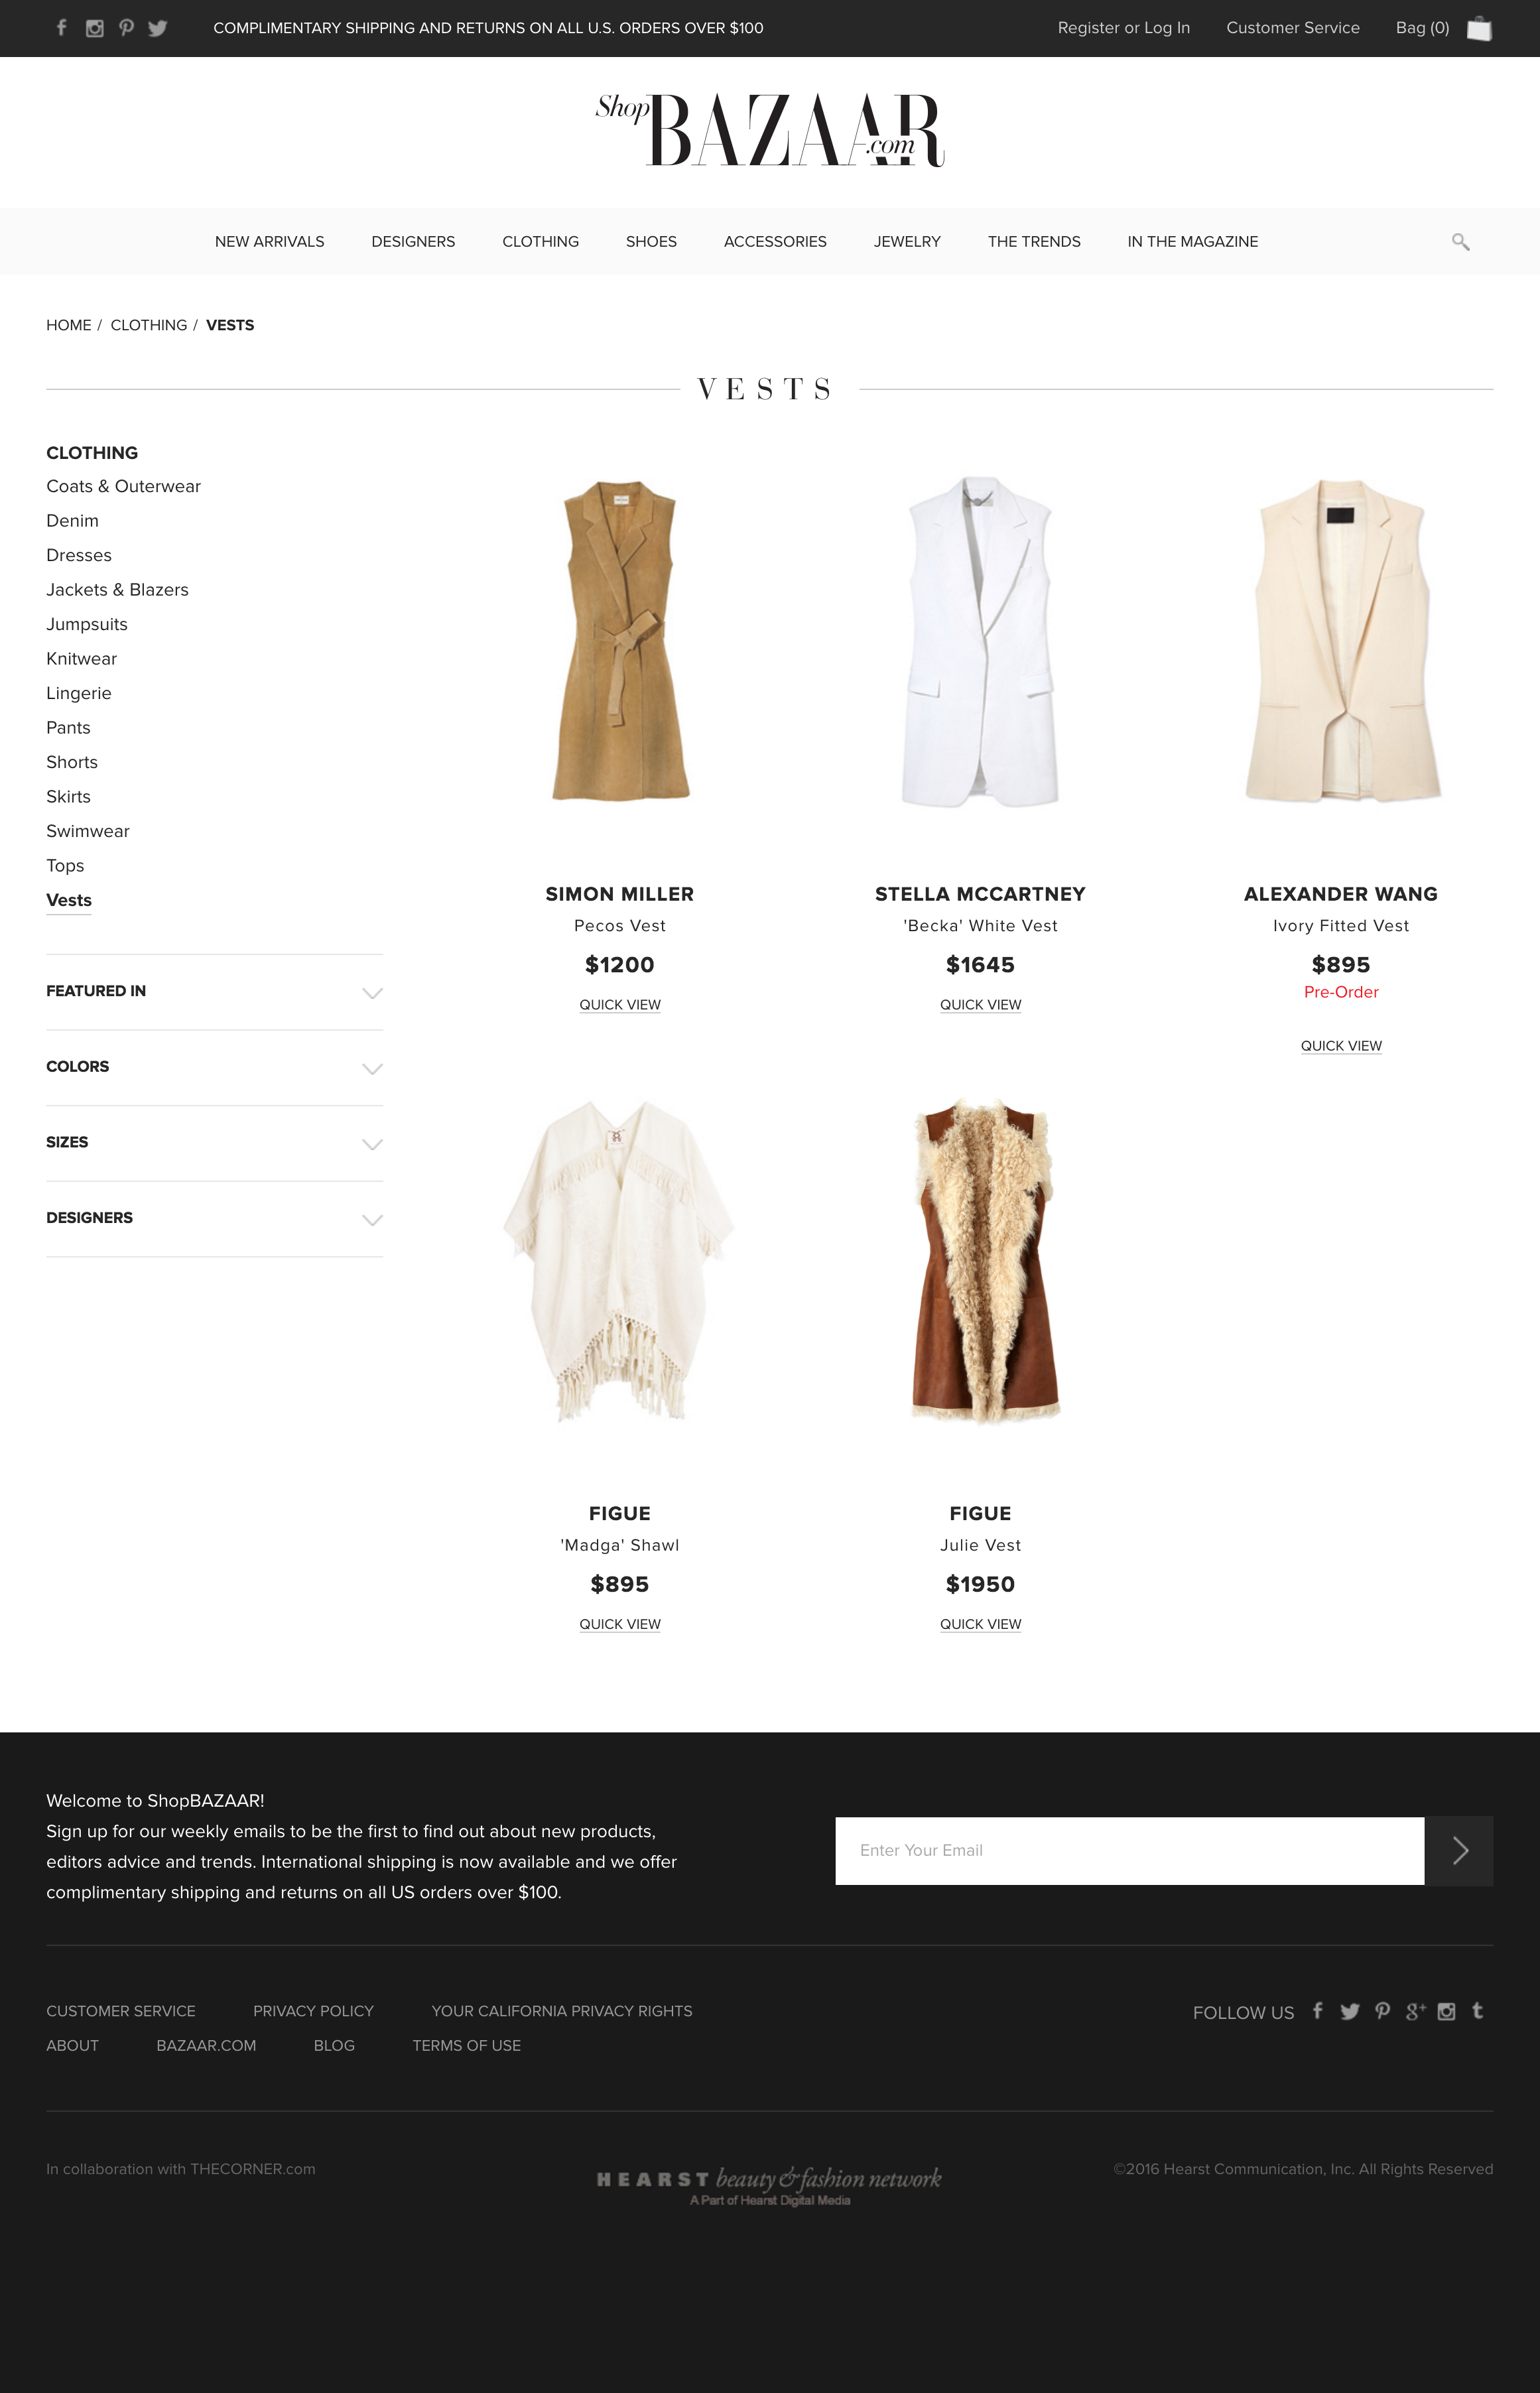 COMPLIMENTARY SHIPPING AND RETURNS ON ALL U.S. ORDERS OVER $100
Register or Log In
Customer Service
Bag (0)
Shop BAZAAR .com
NEW ARRIVALS
DESIGNERS
CLOTHING
SHOES
ACCESSORIES
JEWELRY
THE TRENDS
IN THE MAGAZINE
HOME / CLOTHING / VESTS
VESTS
CLOTHING
Coats & Outerwear
Denim
Dresses
Jackets & Blazers
Jumpsuits
Knitwear
Lingerie
Pants
Shorts
Skirts
Swimwear
Tops
Vests
FEATURED IN
COLORS
SIZES
DESIGNERS
SIMON MILLER
Pecos Vest
$1200
QUICK VIEW
STELLA MCCARTNEY
'Becka' White Vest
$1645
QUICK VIEW
ALEXANDER WANG
Ivory Fitted Vest
$895
Pre-Order
QUICK VIEW
FIGUE
'Madga' Shawl
$895
QUICK VIEW
FIGUE
Julie Vest
$1950
QUICK VIEW
Welcome to ShopBAZAAR!
Sign up for our weekly emails to be the first to find out about new products,
editors advice and trends. International shipping is now available and we offer
complimentary shipping and returns on all US orders over $100.
Enter Your Email
CUSTOMER SERVICE
PRIVACY POLICY
YOUR CALIFORNIA PRIVACY RIGHTS
ABOUT
BAZAAR.COM
BLOG
TERMS OF USE
FOLLOW US
In collaboration with THECORNER.com
HEARST beauty & fashion network
A Part of Hearst Digital Media
©2016 Hearst Communication, Inc. All Rights Reserved